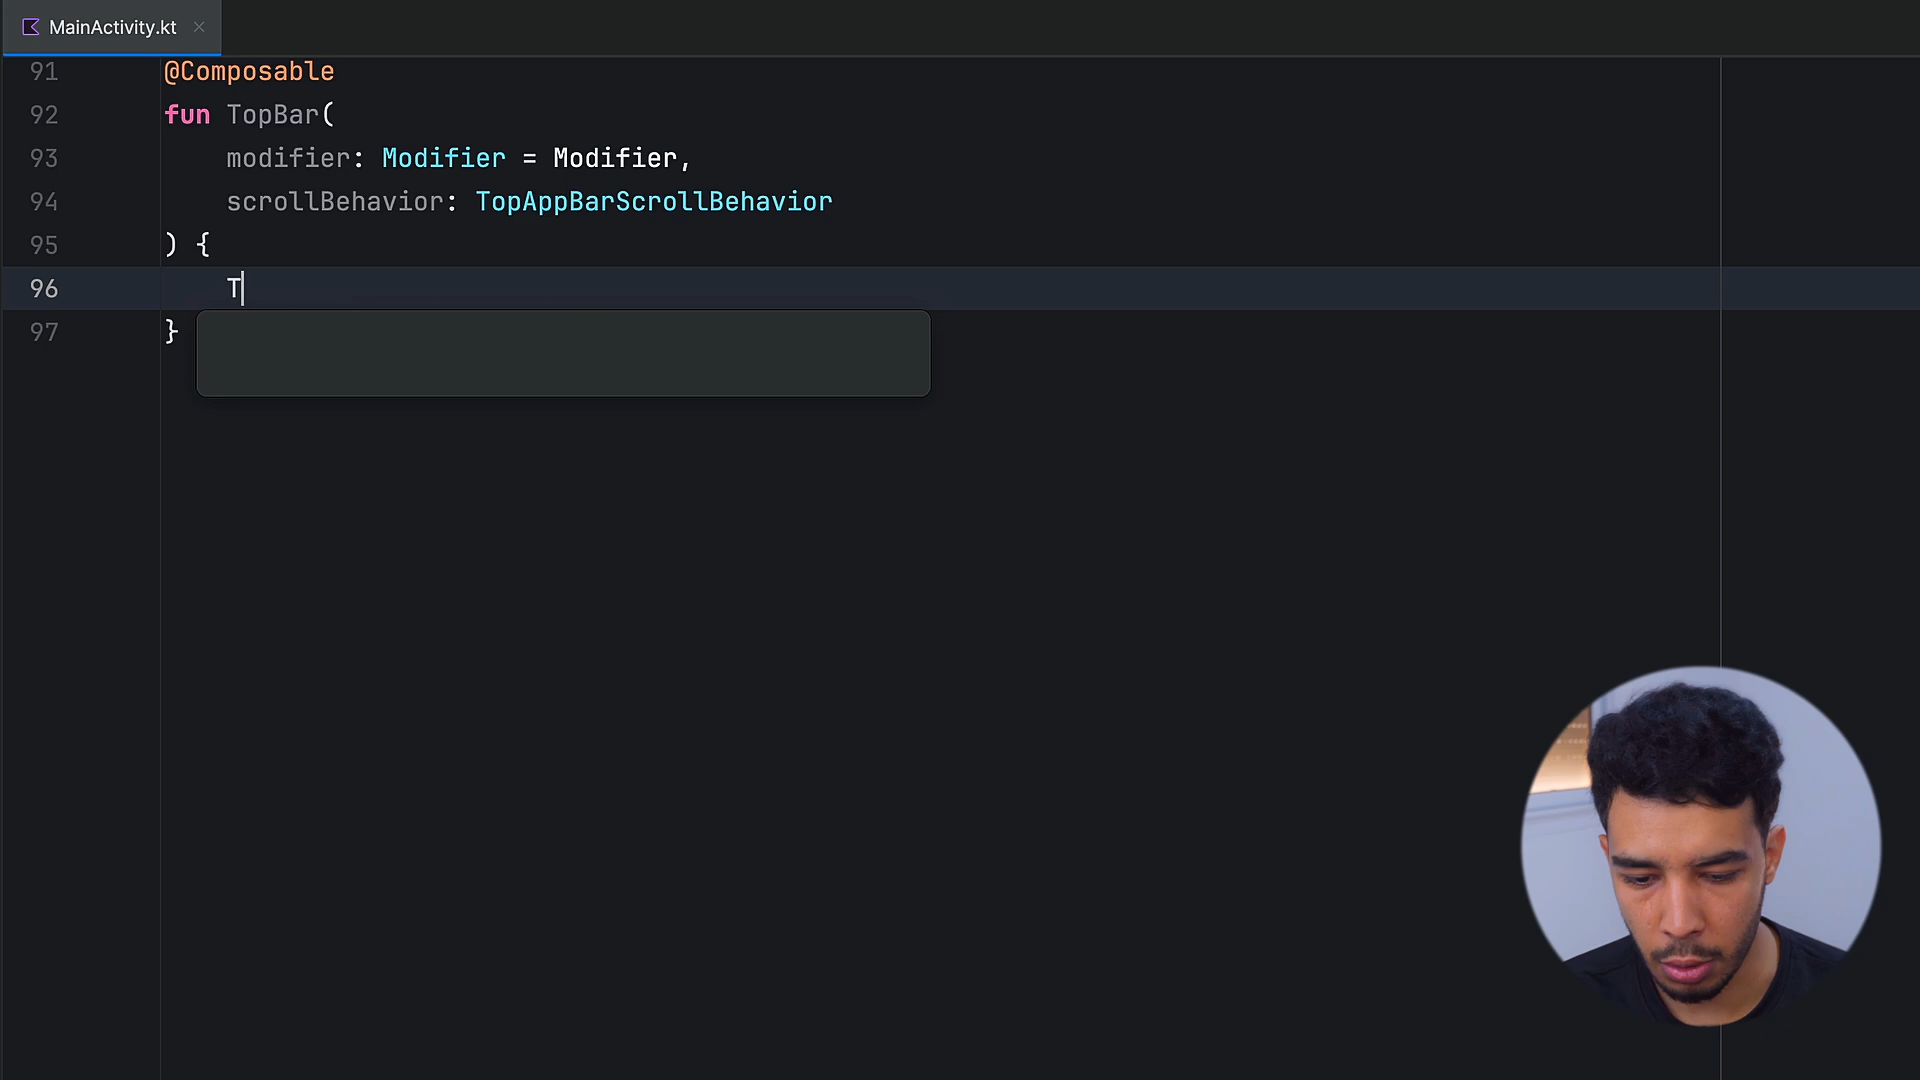 MainActivity.kt
91 @Composable
92 fun TopBar(
93 modifier: Modifier = Modifier,
94 scrollBehavior: TopAppBarScrollBehavior
95 ) {
96 T
97 }